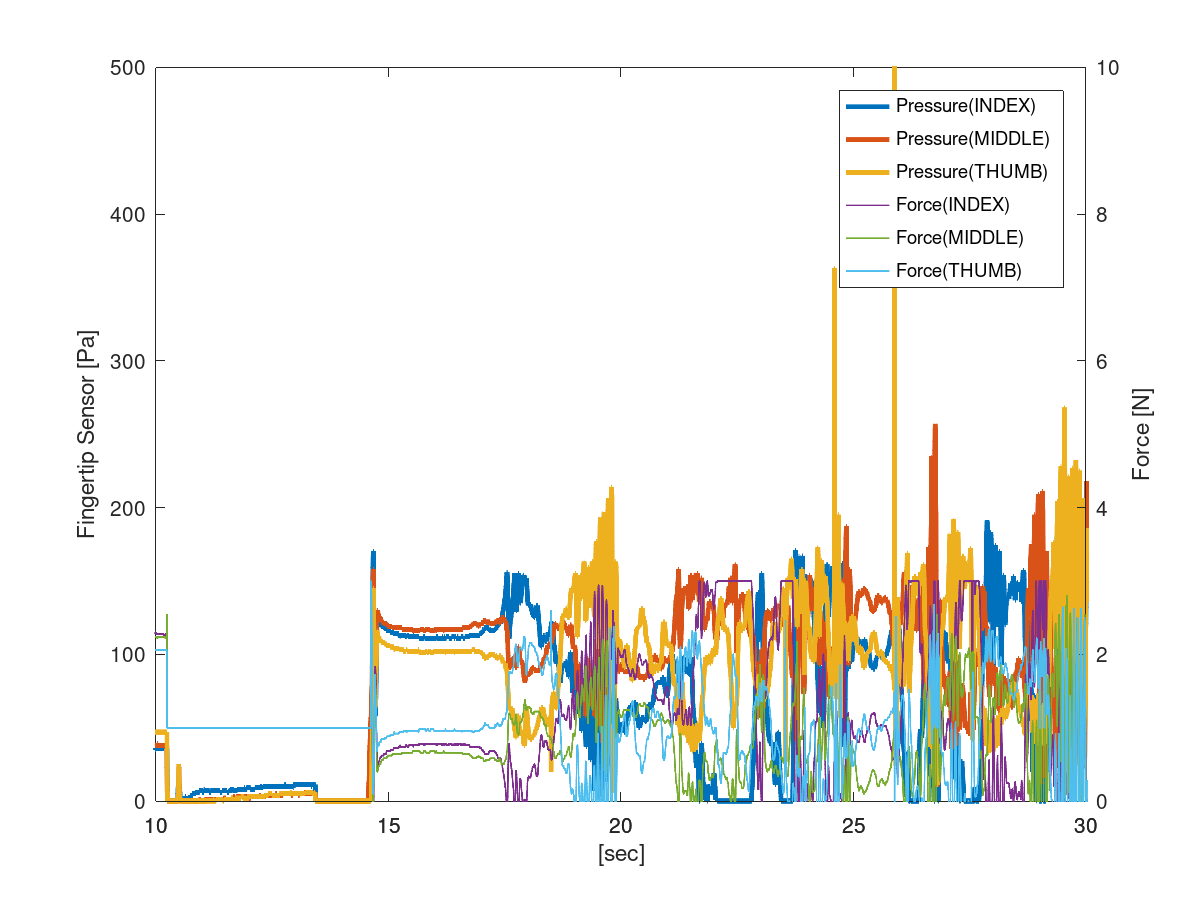 500
400
300
200
100
0
Fingertip Sensor [Pa]
10
8
6
4
2
0
Force [N]
Pressure(INDEX)
Pressure(MIDDLE)
Pressure(THUMB)
Force(INDEX)
Force(MIDDLE)
Force(THUMB)
10 15 20 25 30
[sec]